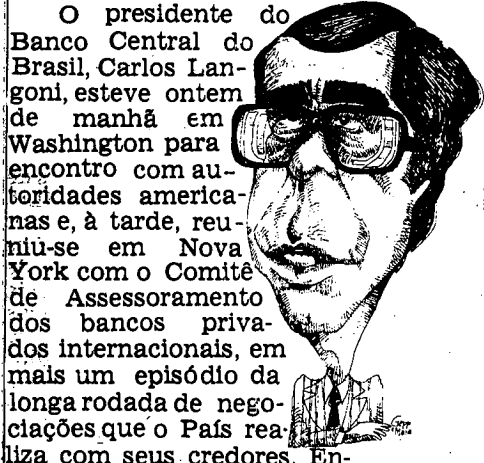 O presidente do
Banco Central do
Brasil, Carlos Lan-
goni, esteve ontem
de manhã em
Washington para
encontro com au-
toridades america-
nas e, à tarde, reu-
niu-se em Nova
York com o Comitê
de Assessoramento
dos bancos priva-
dos internacionais, em
mais um episódio da
longa rodada de nego-
ciações que o País rea-
liza com seus credores. En-